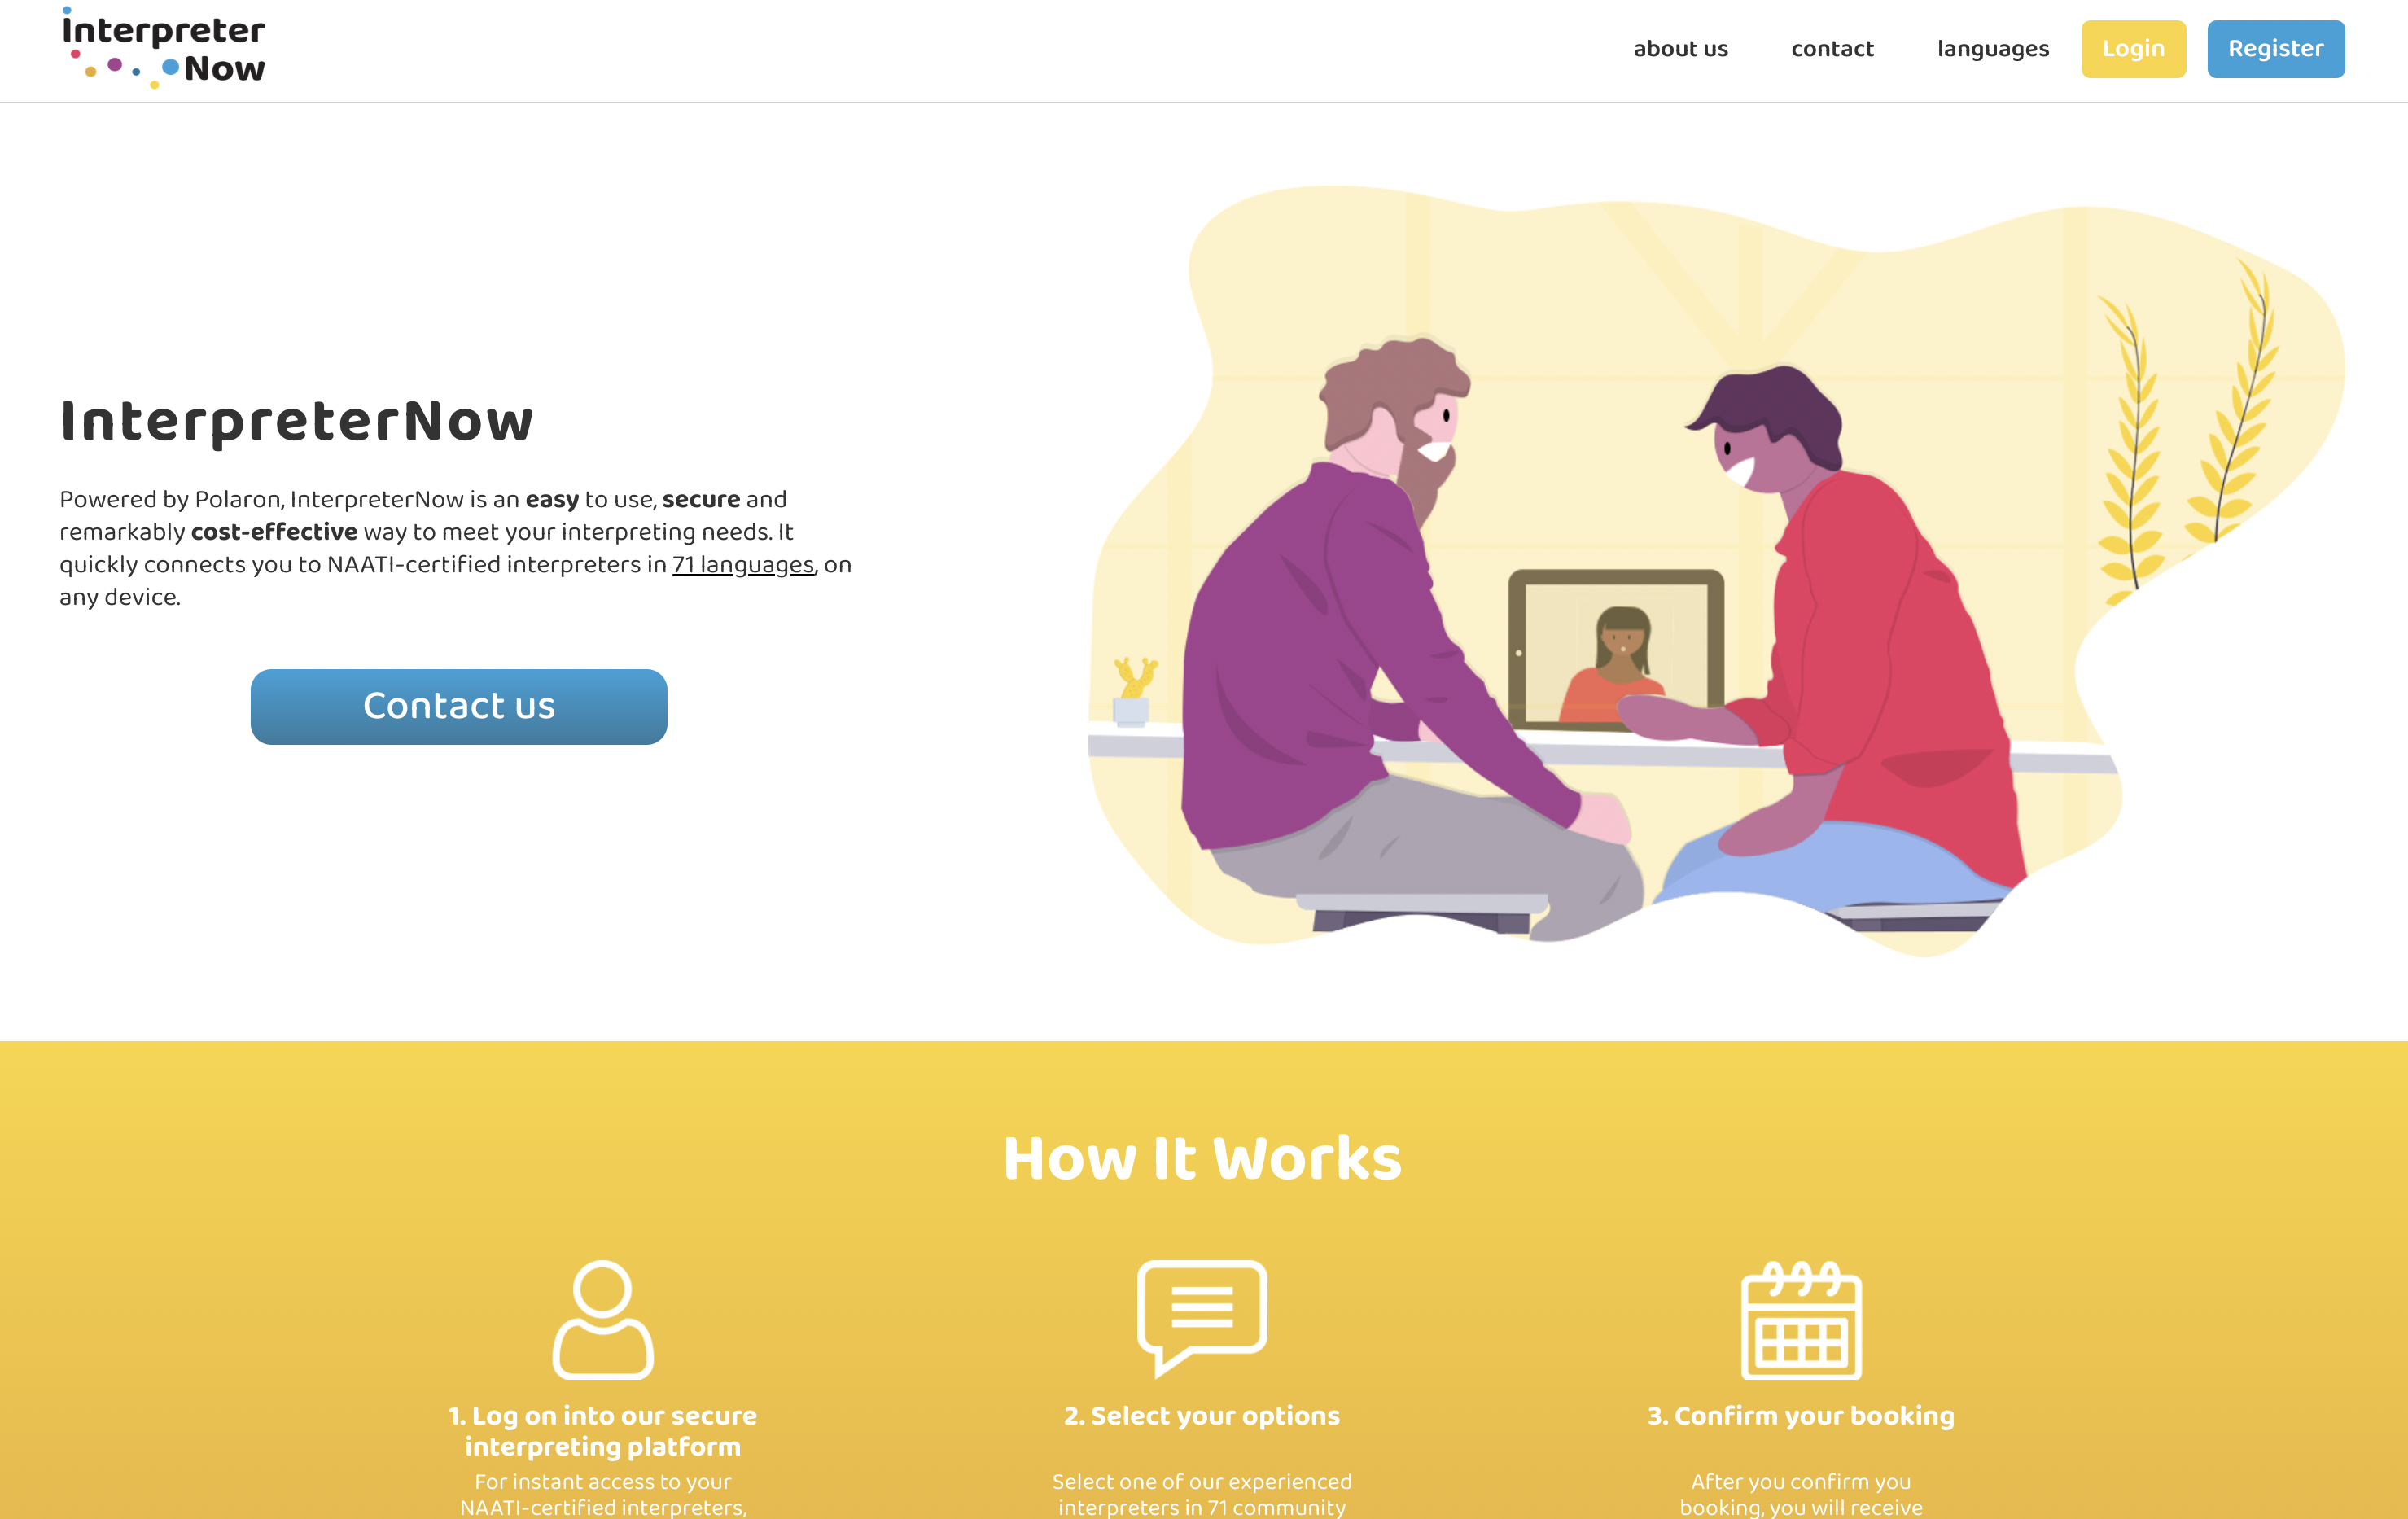 interpreter
Now
about us
contact
languages
Login
Register
InterpreterNow
Powered by Polaron, InterpreterNow is an easy to use, secure and
remarkably cost-effective way to meet your interpreting needs. It
quickly connects you to NAATI-certified interpreters in 71 languages, on
any device.
Contact us
How It Works
1. Log on into our secure
interpreting platform
For instant access to your
NAATI-certified interpreters,
2. Select your options
Select one of our experienced
interpreters in 71 community
3. Confirm your booking
After you confirm you
booking, you will receive